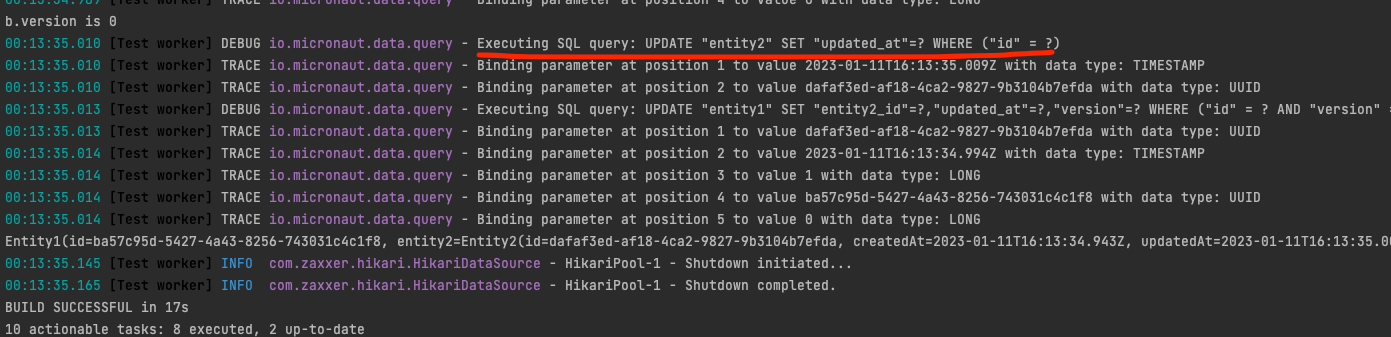 00:13:34.989 [Test worker] TRACE io.micronaut.data.query - Binding parameter at position 4 to value 0 with data type: LONG
b.version is 0
00:13:35.010 [Test worker] DEBUG io.micronaut.data.query - Executing SQL query: UPDATE "entity2" SET "updated_at"=? WHERE ("id" = ?)
00:13:35.010 [Test worker] TRACE io.micronaut.data.query - Binding parameter at position 1 to value 2023-01-11T16:13:35.009Z with data type: TIMESTAMP
00:13:35.010 [Test worker] TRACE io.micronaut.data.query - Binding parameter at position 2 to value dafaf3ed-af18-4ca2-9827-9b3104b7efda with data type: UUID
00:13:35.013 [Test worker] DEBUG io.micronaut.data.query - Executing SQL query: UPDATE "entity1" SET "entity2_id"=?,"updated_at"=?,"version"=? WHERE ("id" = ? AND "version" =
00:13:35.013 [Test worker] TRACE io.micronaut.data.query - Binding parameter at position 1 to value dafaf3ed-af18-4ca2-9827-9b3104b7efda with data type: UUID
00:13:35.014 [Test worker] TRACE io.micronaut.data.query - Binding parameter at position 2 to value 2023-01-11T16:13:34.994Z with data type: TIMESTAMP
00:13:35.014 [Test worker] TRACE io.micronaut.data.query - Binding parameter at position 3 to value 1 with data type: LONG
00:13:35.014 [Test worker] TRACE io.micronaut.data.query - Binding parameter at position 4 to value ba57c95d-5427-4a43-8256-743031c4c1f8 with data type: UUID
00:13:35.014 [Test worker] TRACE io.micronaut.data.query - Binding parameter at position 5 to value 0 with data type: LONG
Entity1(id=ba57c95d-5427-4a43-8256-743031c4c1f8, entity2=Entity2(id=dafaf3ed-af18-4ca2-9827-9b3104b7efda, createdAt=2023-01-11T16:13:34.943Z, updatedAt=2023-01-11T16:13:35.00
00:13:35.145 [Test worker] INFO com.zaxxer.hikari.HikariDataSource - HikariPool-1 - Shutdown initiated...
00:13:35.165 [Test worker] INFO com.zaxxer.hikari.HikariDataSource - HikariPool-1 - Shutdown completed.
BUILD SUCCESSFUL in 17s
10 actionable tasks: 8 executed, 2 up-to-date